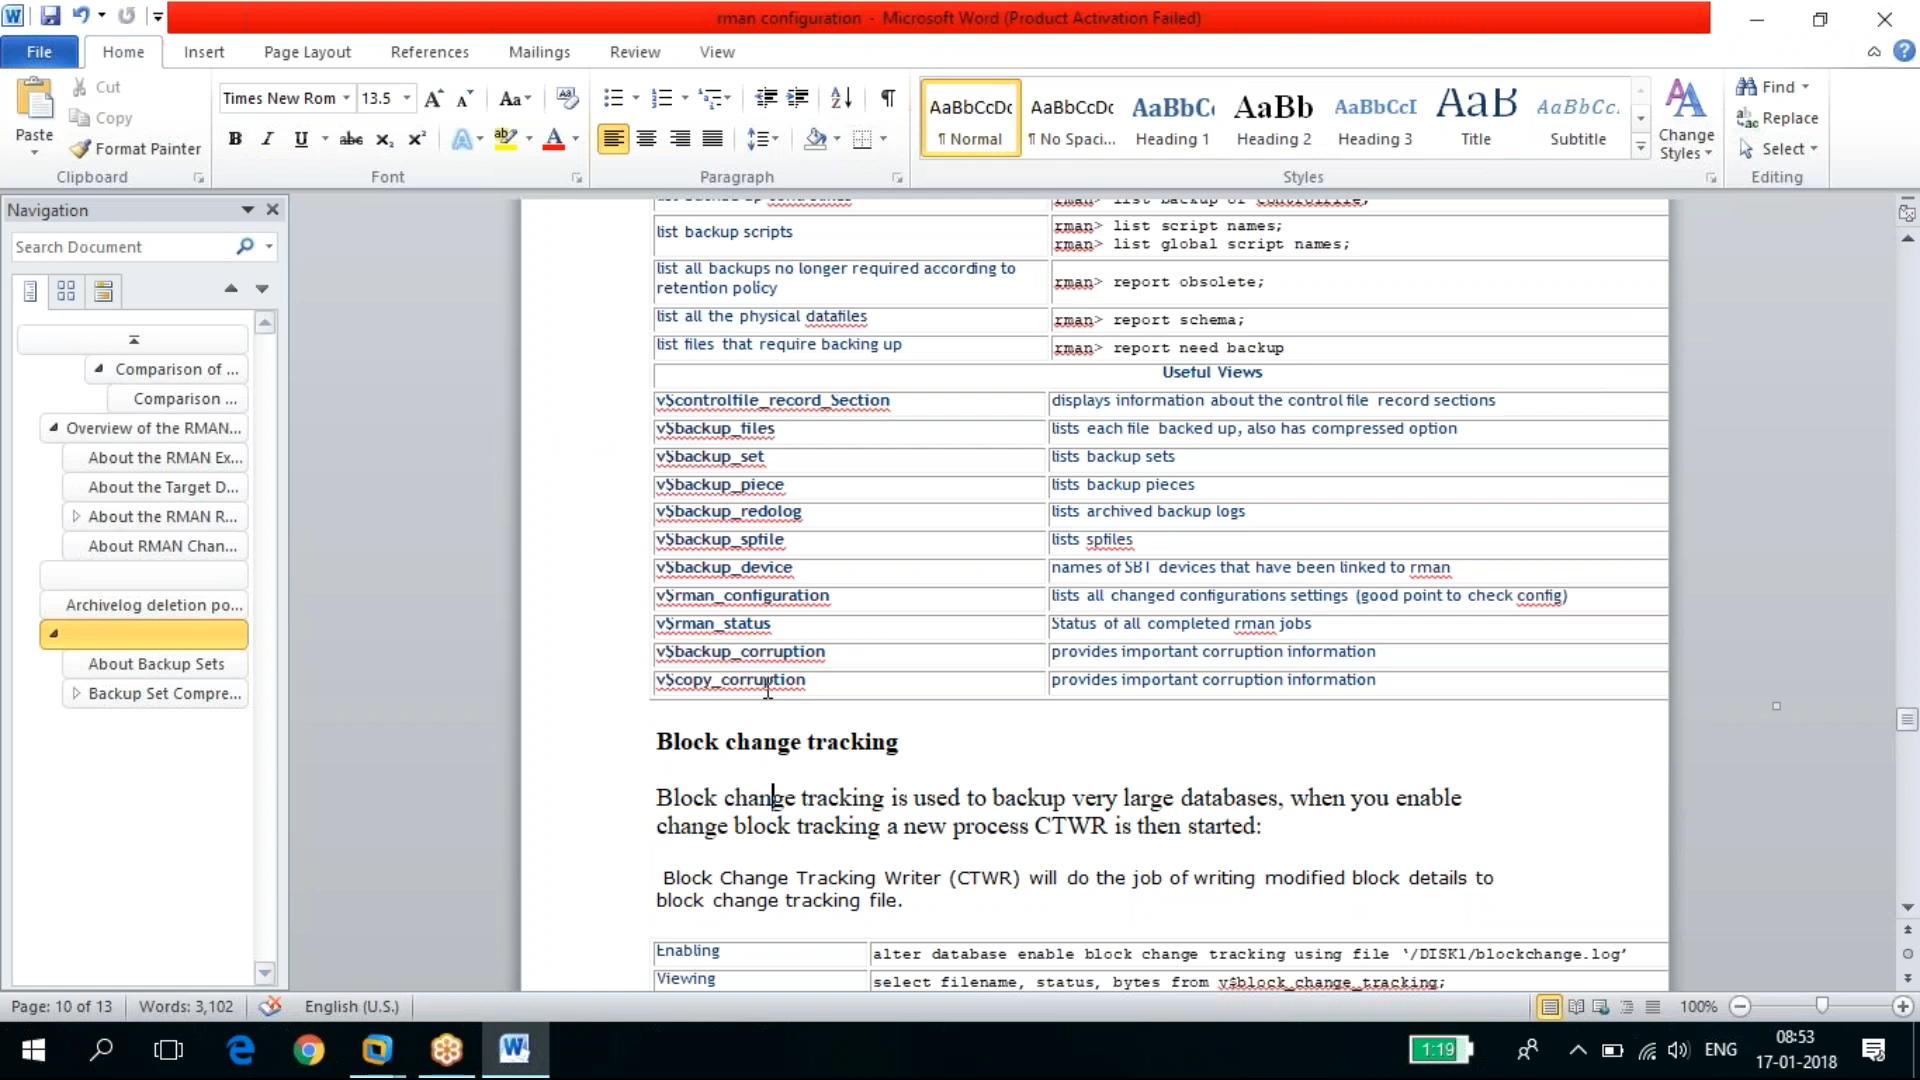 rman configuration - Microsoft Word (Product Activation Failed)
File
Home
Insert
Page Layout
References
Mailings
Review
View
Paste
Cut
Copy
Format Painter
Clipboard
Times New Rom
13.5
Font
Paragraph
AaBbCcDc
¶ Normal
AaBbCcDc
¶ No Spaci...
AaBbC(
Heading 1
AaBb
Heading 2
AaBbCcI
Heading 3
AaB
Title
AaBbCc.
Subtitle
Change Styles
Styles
Find
Replace
Select
Editing
Navigation
Search Document
Comparison of ...
Comparison ...
Overview of the RMAN...
About the RMAN Ex...
About the Target D...
About the RMAN R...
About RMAN Chan...
Archivelog deletion po...
About Backup Sets
Backup Set Compre...
rman> list backup of controlfile;
list backup scripts
rman> list script names;
rman> list global script names;
list all backups no longer required according to
retention policy
rman> report obsolete;
list all the physical datafiles
rman> report schema;
list files that require backing up
rman> report need backup
Useful Views
v$controlfile_record_Section
displays information about the control file record sections
v$backup_files
lists each file backed up, also has compressed option
v$backup_set
lists backup sets
v$backup_piece
lists backup pieces
v$backup_redolog
lists archived backup logs
v$backup_spfile
lists spfiles
v$backup_device
names of SBT devices that have been linked to rman
v$rman_configuration
lists all changed configurations settings (good point to check config)
v$rman_status
Status of all completed rman jobs
v$backup_corruption
provides important corruption information
v$copy_corruption
provides important corruption information
Block change tracking
Block change tracking is used to backup very large databases, when you enable
change block tracking a new process CTWR is then started:
Block Change Tracking Writer (CTWR) will do the job of writing modified block details to
block change tracking file.
Enabling
alter database enable block change tracking using file ‘/DISK1/blockchange.log’
Viewing
select filename, status, bytes from v$block_change_tracking;
Page: 10 of 13
Words: 3,102
English (U.S.)
100%
1:19
ENG
08:53
17-01-2018